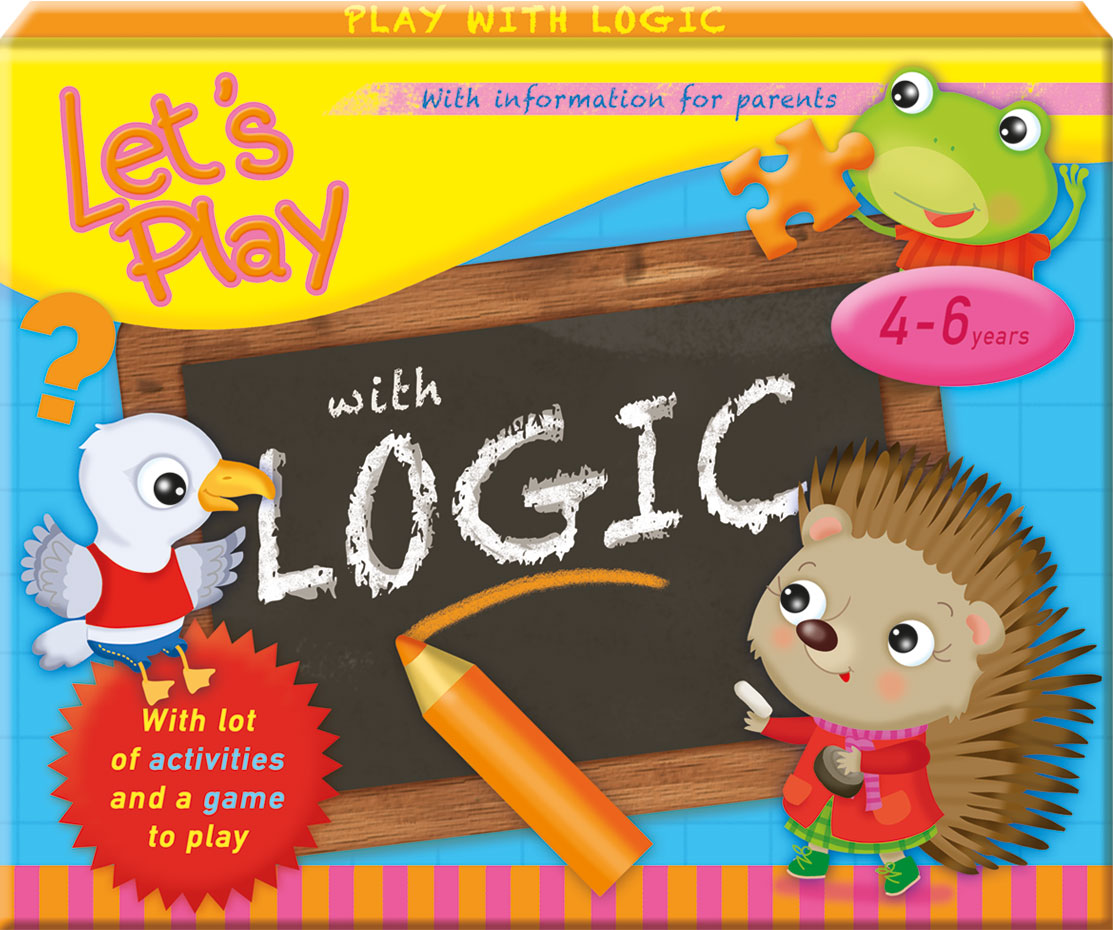 PLAY WITH LOGIC
With information for parents
Let's
Play
?
4-6 years
with
LOGIC
With lot
of activities
and a game
to play